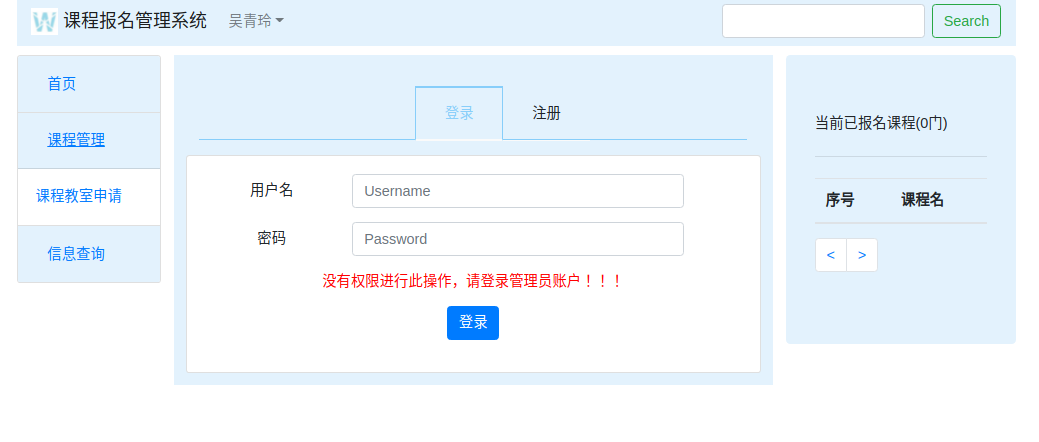 课程报名管理系统 吴青玲 Search
首页
课程管理
课程教室申请
信息查询
登录 注册
用户名 Username
密码 Password
没有权限进行此操作，请登录管理员账户！！！
登录
当前已报名课程(0门)
序号 课程名
< >